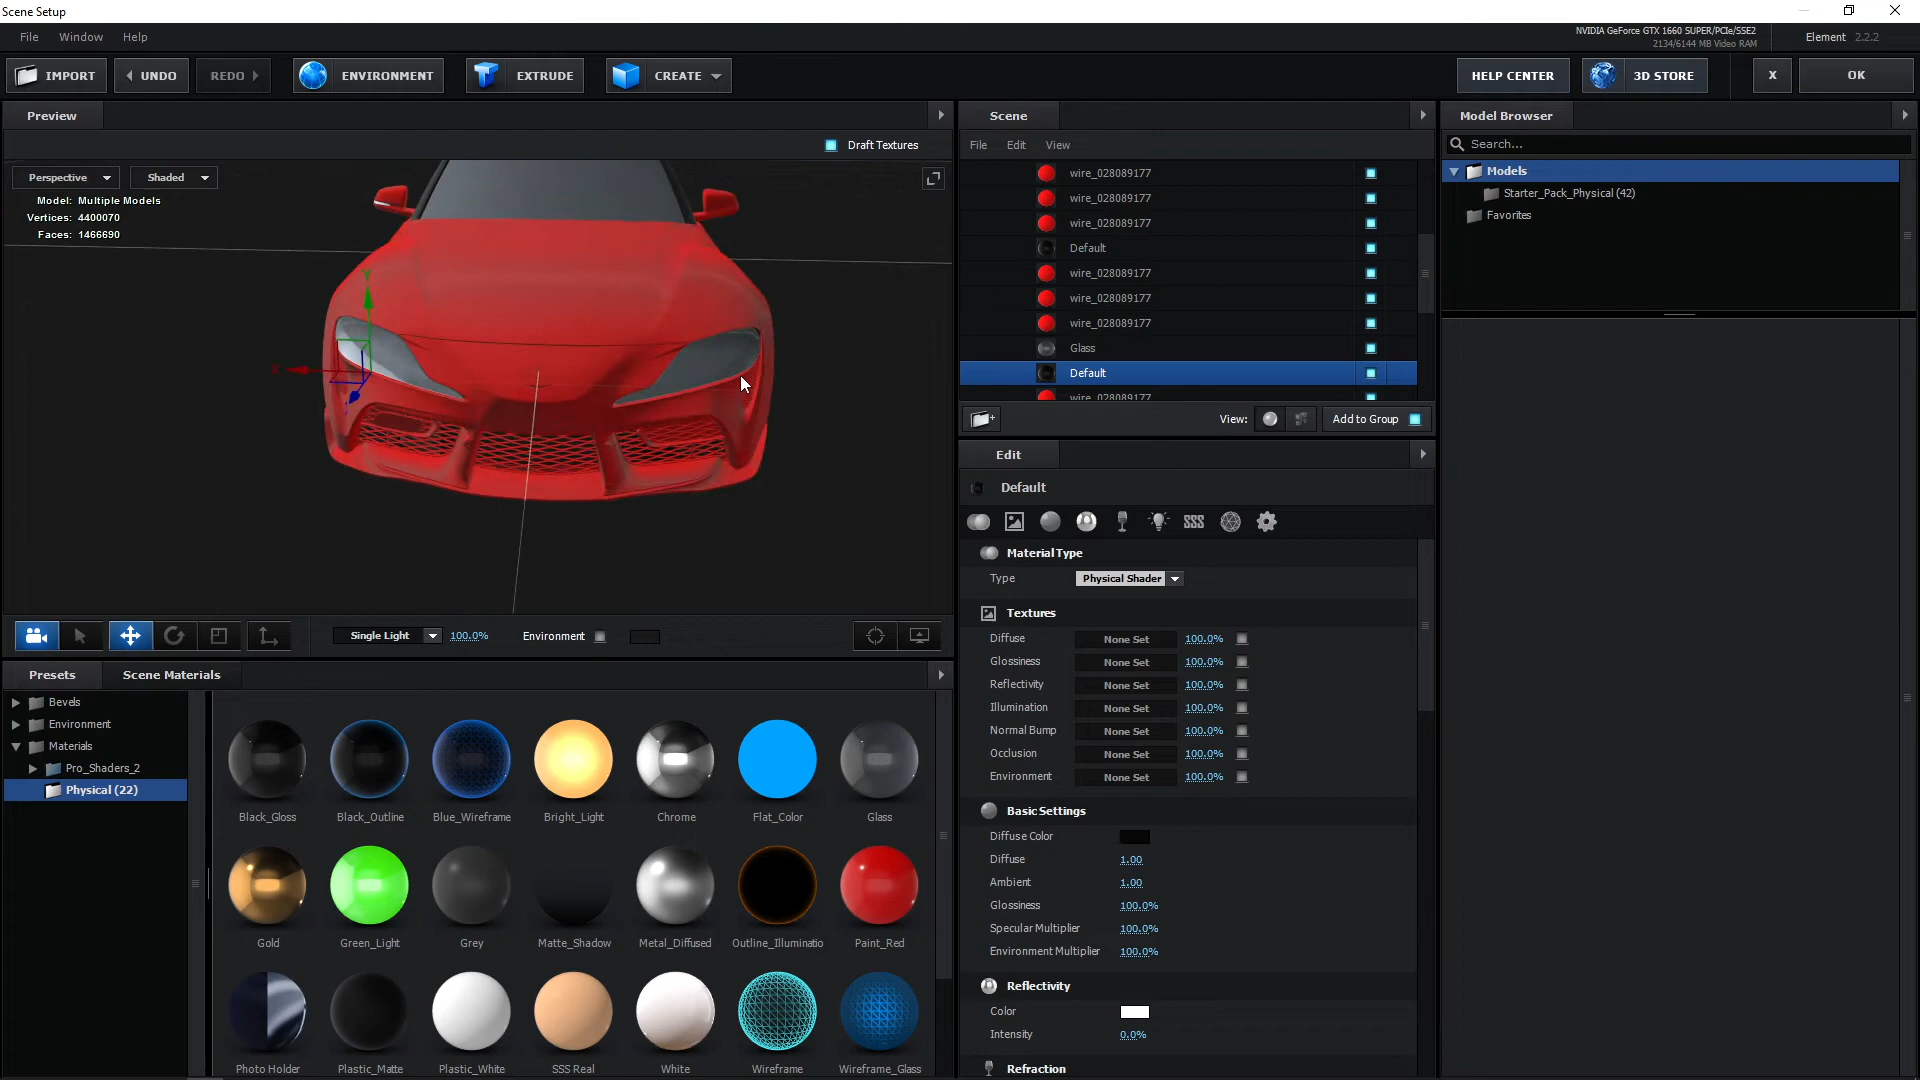 Scene Setup
File Window Help
NVIDIA GeForce GTX 1660 SUPER/PCIe/SSE2
2134/6144 MB Video RAM
Element 2.2.2
IMPORT UNDO REDO ENVIRONMENT EXTRUDE CREATE HELP CENTER 3D STORE X OK
Preview
Draft Textures
Perspective Shaded
Model: Multiple Models
Vertices: 4400070
Faces: 1466690
Y
X
Single Light 100.0% Environment
Scene
File Edit View
wire_028089177
wire_028089177
wire_028089177
Default
wire_028089177
wire_028089177
wire_028089177
Glass
Default
wire_028089177
View: Add to Group
Model Browser
Search...
Models
Starter_Pack_Physical (42)
Favorites
Edit
Default
SSS
Material Type
Type Physical Shader
Textures
Diffuse None Set 100.0%
Glossiness None Set 100.0%
Reflectivity None Set 100.0%
Illumination None Set 100.0%
Normal Bump None Set 100.0%
Occlusion None Set 100.0%
Environment None Set 100.0%
Basic Settings
Diffuse Color
Diffuse 1.00
Ambient 1.00
Glossiness 100.0%
Specular Multiplier 100.0%
Environment Multiplier 100.0%
Reflectivity
Color
Intensity 0.0%
Refraction
Presets Scene Materials
Bevels
Environment
Materials
Pro_Shaders_2
Physical (22)
Black_Gloss Black_Outline Blue_Wireframe Bright_Light Chrome Flat_Color Glass
Gold Green_Light Grey Matte_Shadow Metal_Diffused Outline_Illuminatio Paint_Red
Photo Holder Plastic_Matte Plastic_White SSS Real White Wireframe Wireframe_Glass